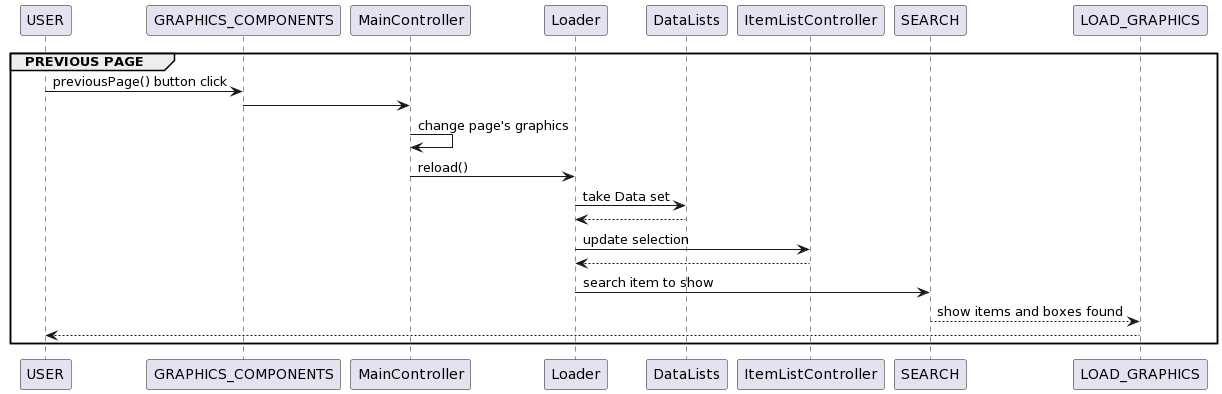 USER GRAPHICS_COMPONENTS MainController Loader DataLists ItemListController SEARCH LOAD_GRAPHICS
PREVIOUS PAGE
previousPage() button click
change page's graphics
reload()
take Data set
update selection
search item to show
show items and boxes found
USER GRAPHICS_COMPONENTS MainController Loader DataLists ItemListController SEARCH LOAD_GRAPHICS